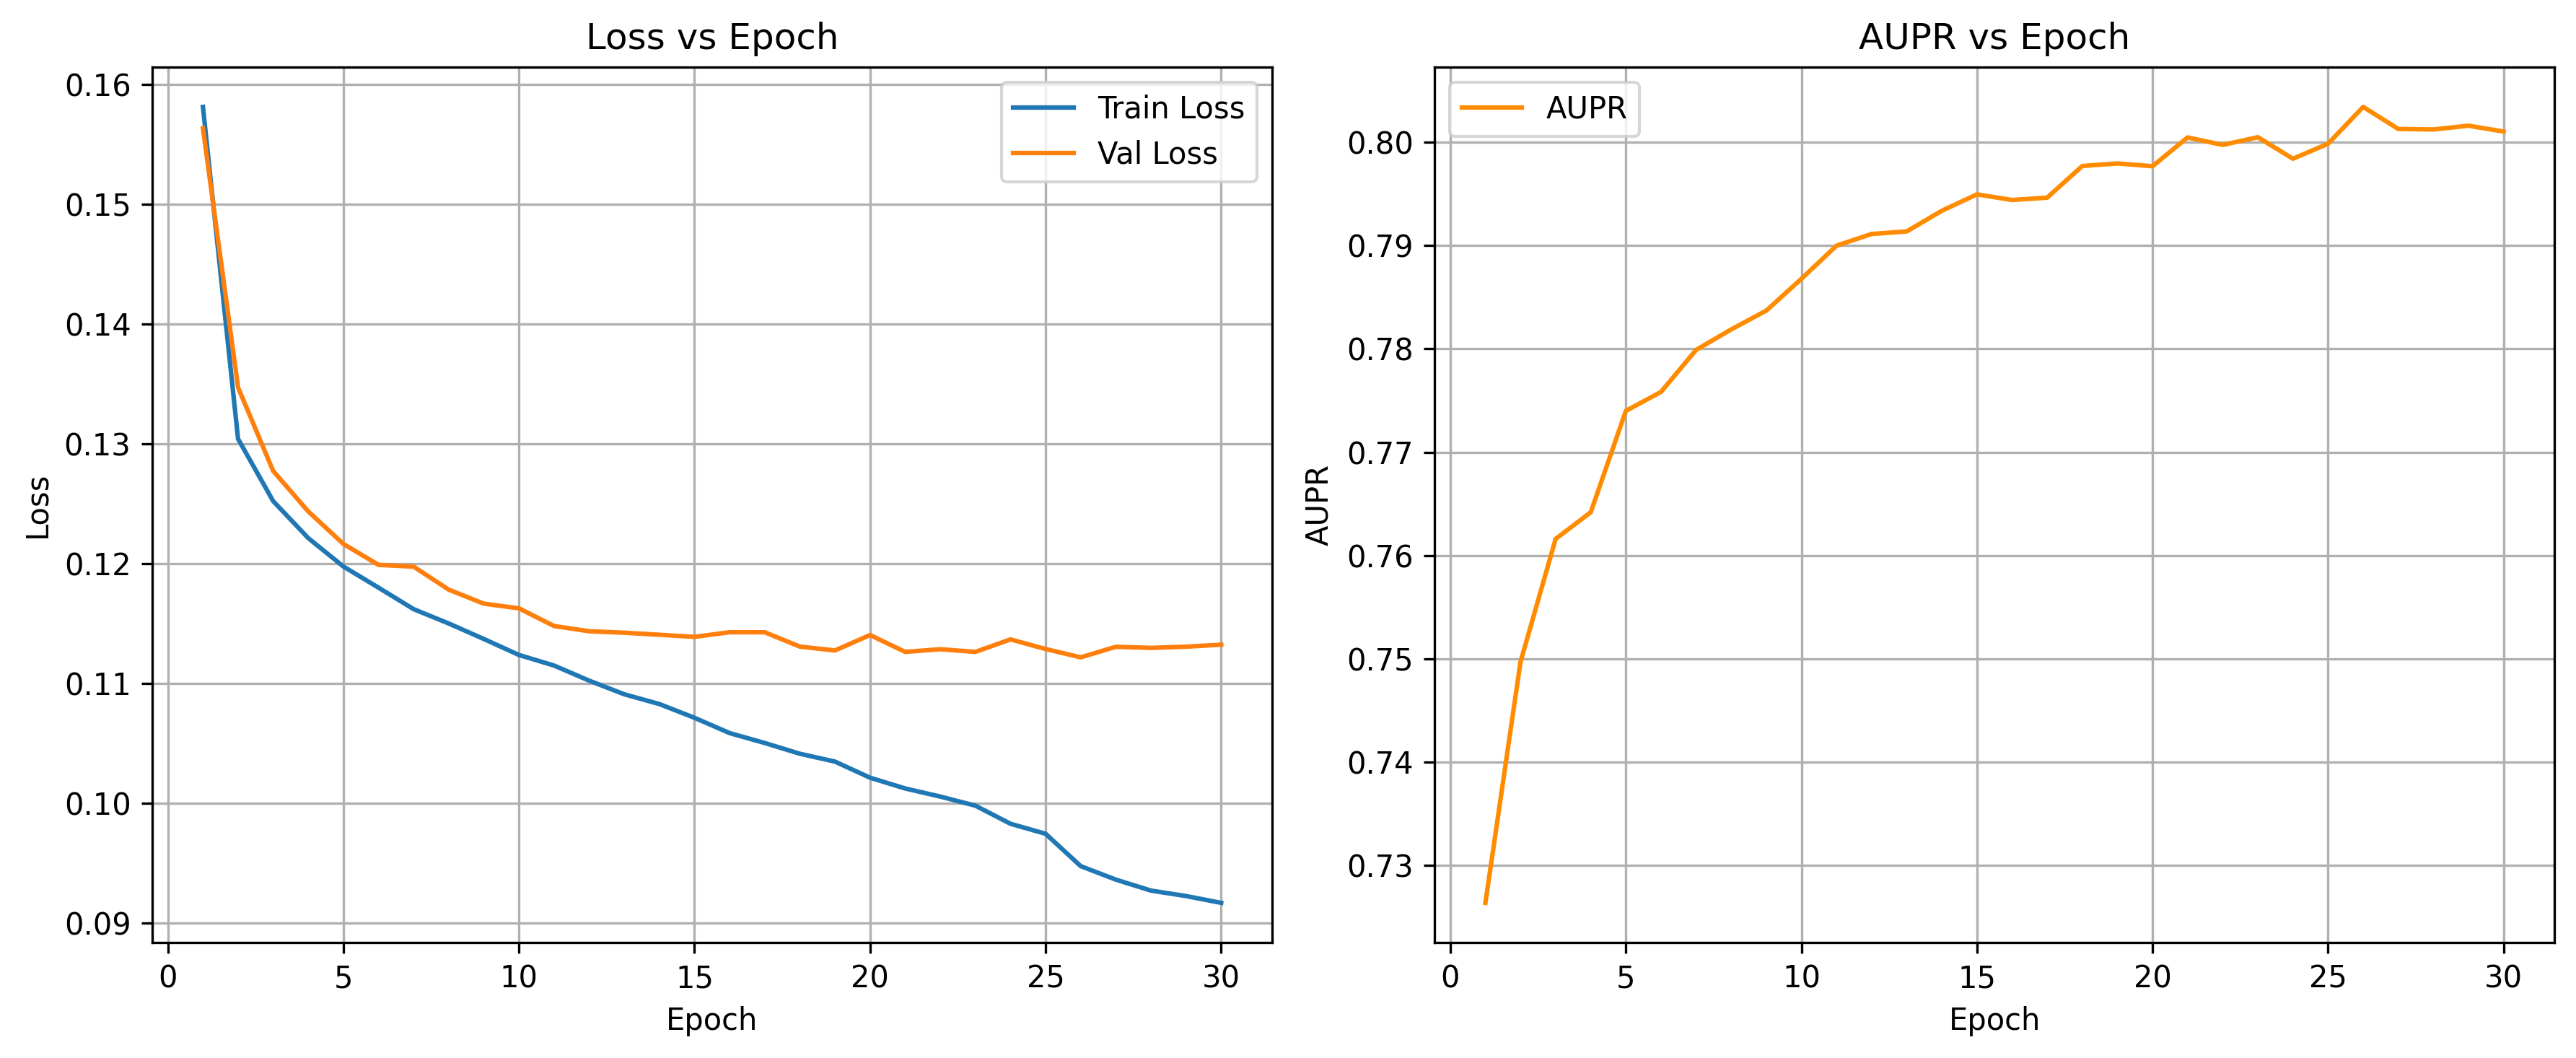 Loss vs Epoch
0.16
0.15
0.14
0.13
0.12
0.11
0.10
0.09
Loss
0 5 10 15 20 25 30
Epoch
Train Loss
Val Loss
AUPR vs Epoch
0.80
0.79
0.78
0.77
0.76
0.75
0.74
0.73
AUPR
0 5 10 15 20 25 30
Epoch
AUPR